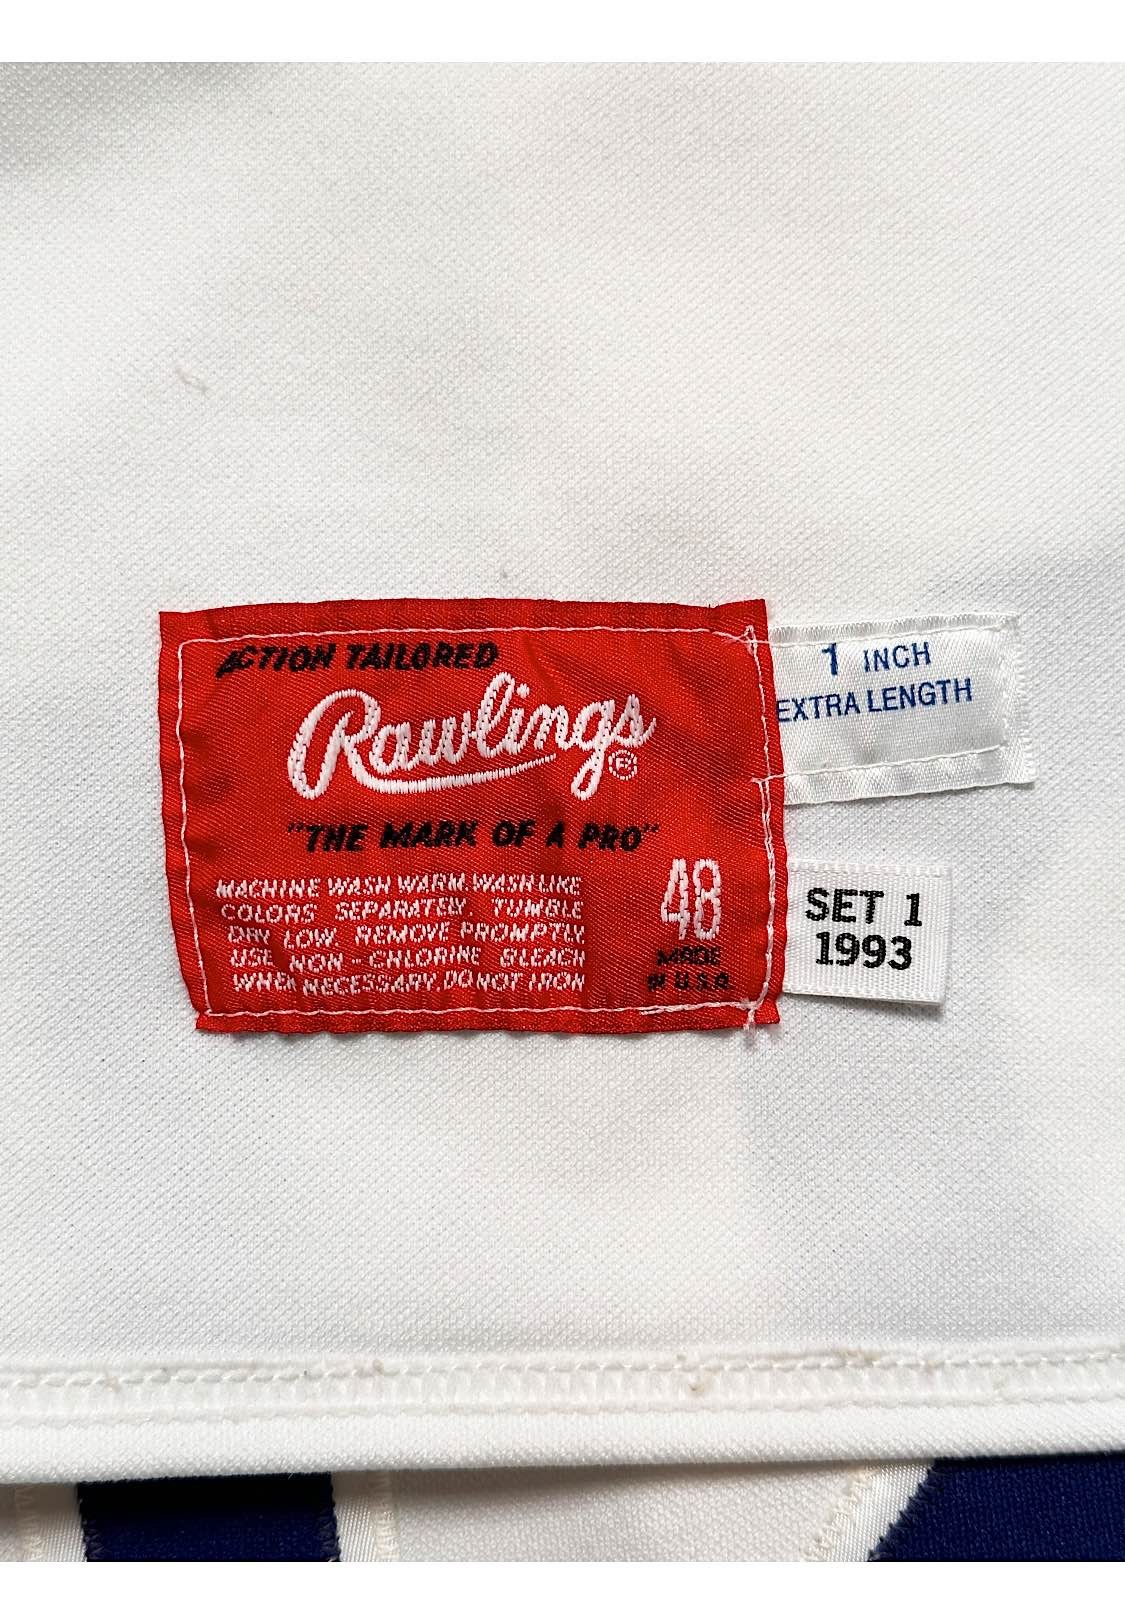 ACTION TAILORED
Rawlings®
"THE MARK OF A PRO"
MACHINE WASH WARM. WASH LIKE
COLORS SEPARATELY. TUMBLE
DRY LOW. REMOVE PROMPTLY
USE NON-CHLORINE BLEACH
WHEN NECESSARY. DO NOT IRON
48
MADE
IN U.S.A.
1 INCH
EXTRA LENGTH
SET 1
1993